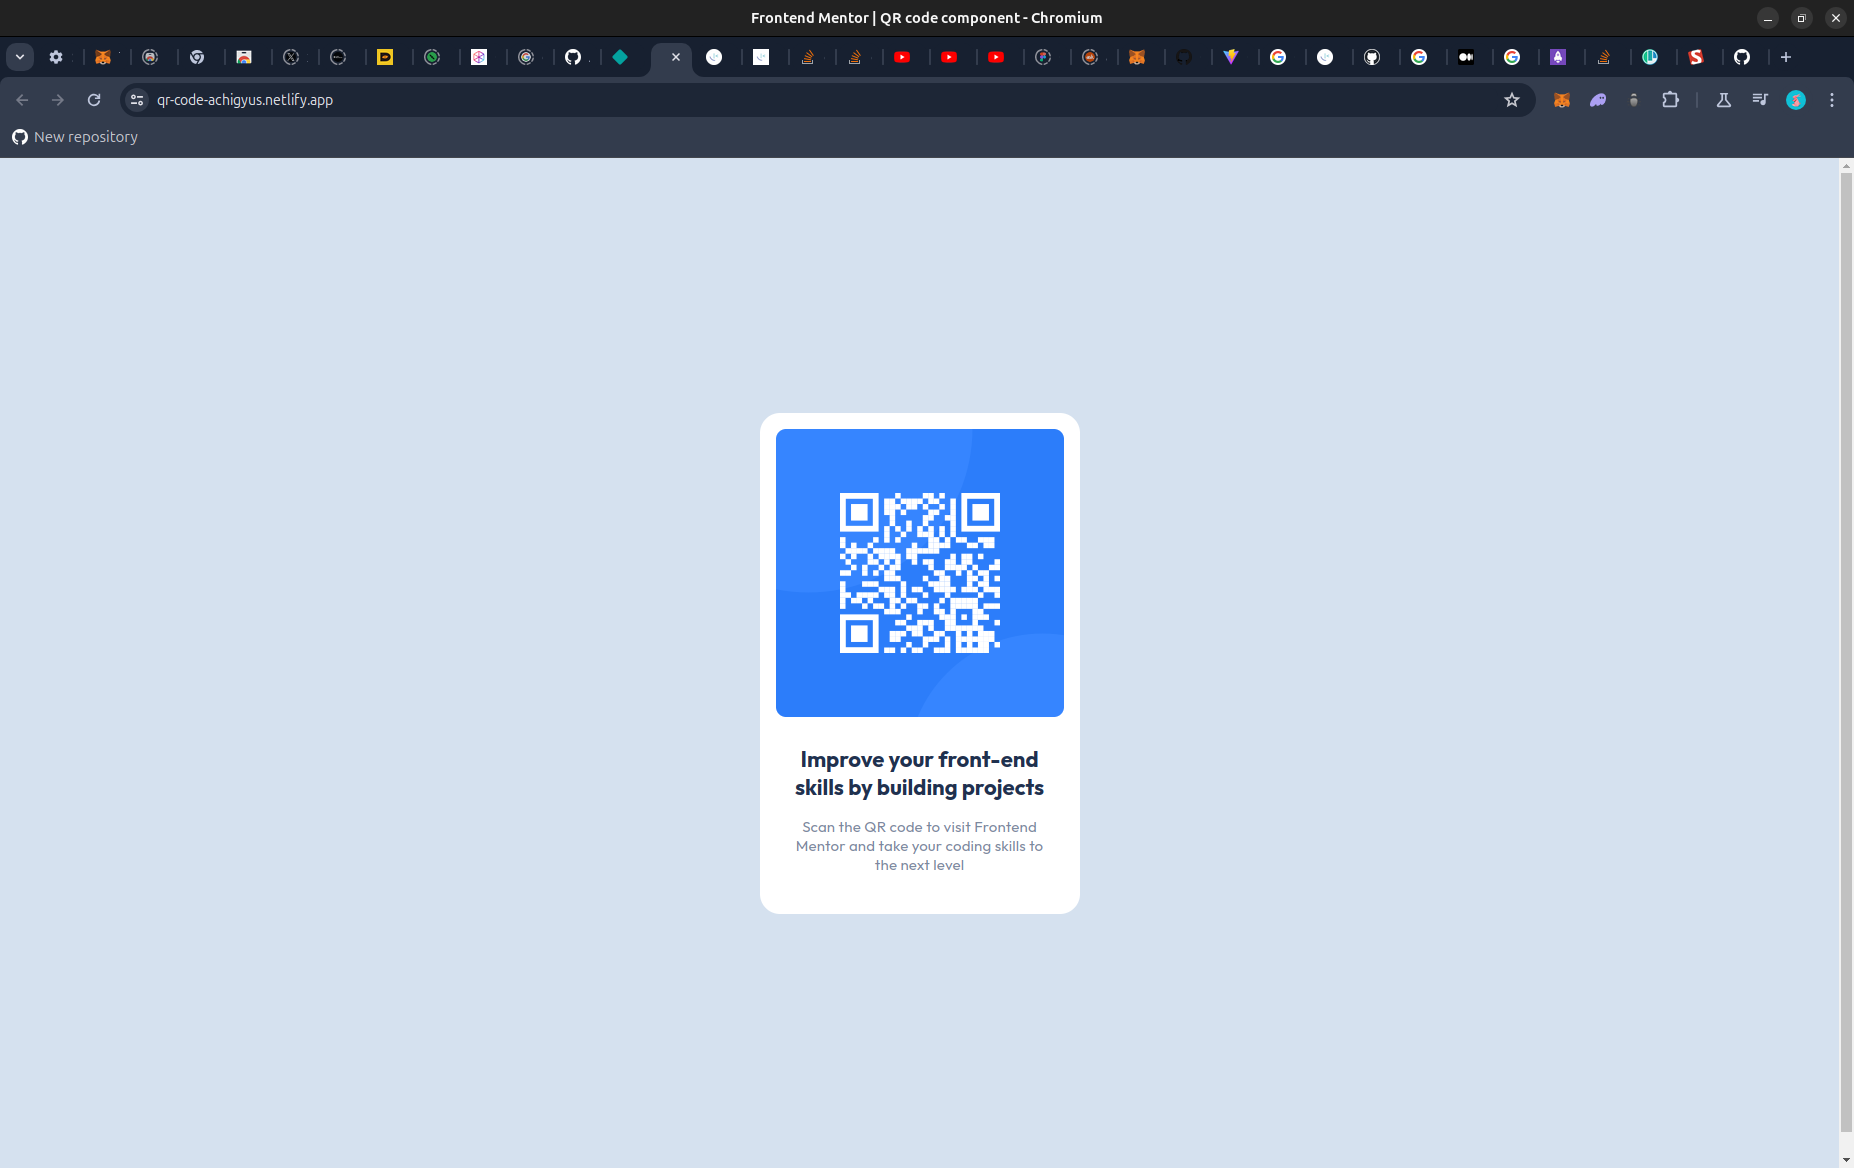 Frontend Mentor | QR code component - Chromium
qr-code-achigyus.netlify.app
New repository
Improve your front-end
skills by building projects
Scan the QR code to visit Frontend
Mentor and take your coding skills to
the next level